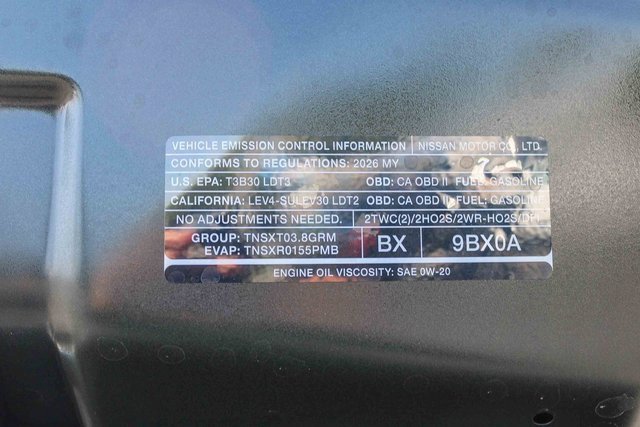 VEHICLE EMISSION CONTROL INFORMATION NISSAN MOTOR CO., LTD.
CONFORMS TO REGULATIONS: 2026 MY
U.S. EPA: T3B30 LDT3 OBD: CA OBD II FUEL: GASOLINE
CALIFORNIA: LEV4-SULEV30 LDT2 OBD: CA OBD II FUEL: GASOLINE
NO ADJUSTMENTS NEEDED. 2TWC(2)/2HO2S/2WR-HO2S/DFI
GROUP: TNSXT03.8GRM
EVAP: TNSXR0155PMB
BX 9BX0A
ENGINE OIL VISCOSITY: SAE 0W-20